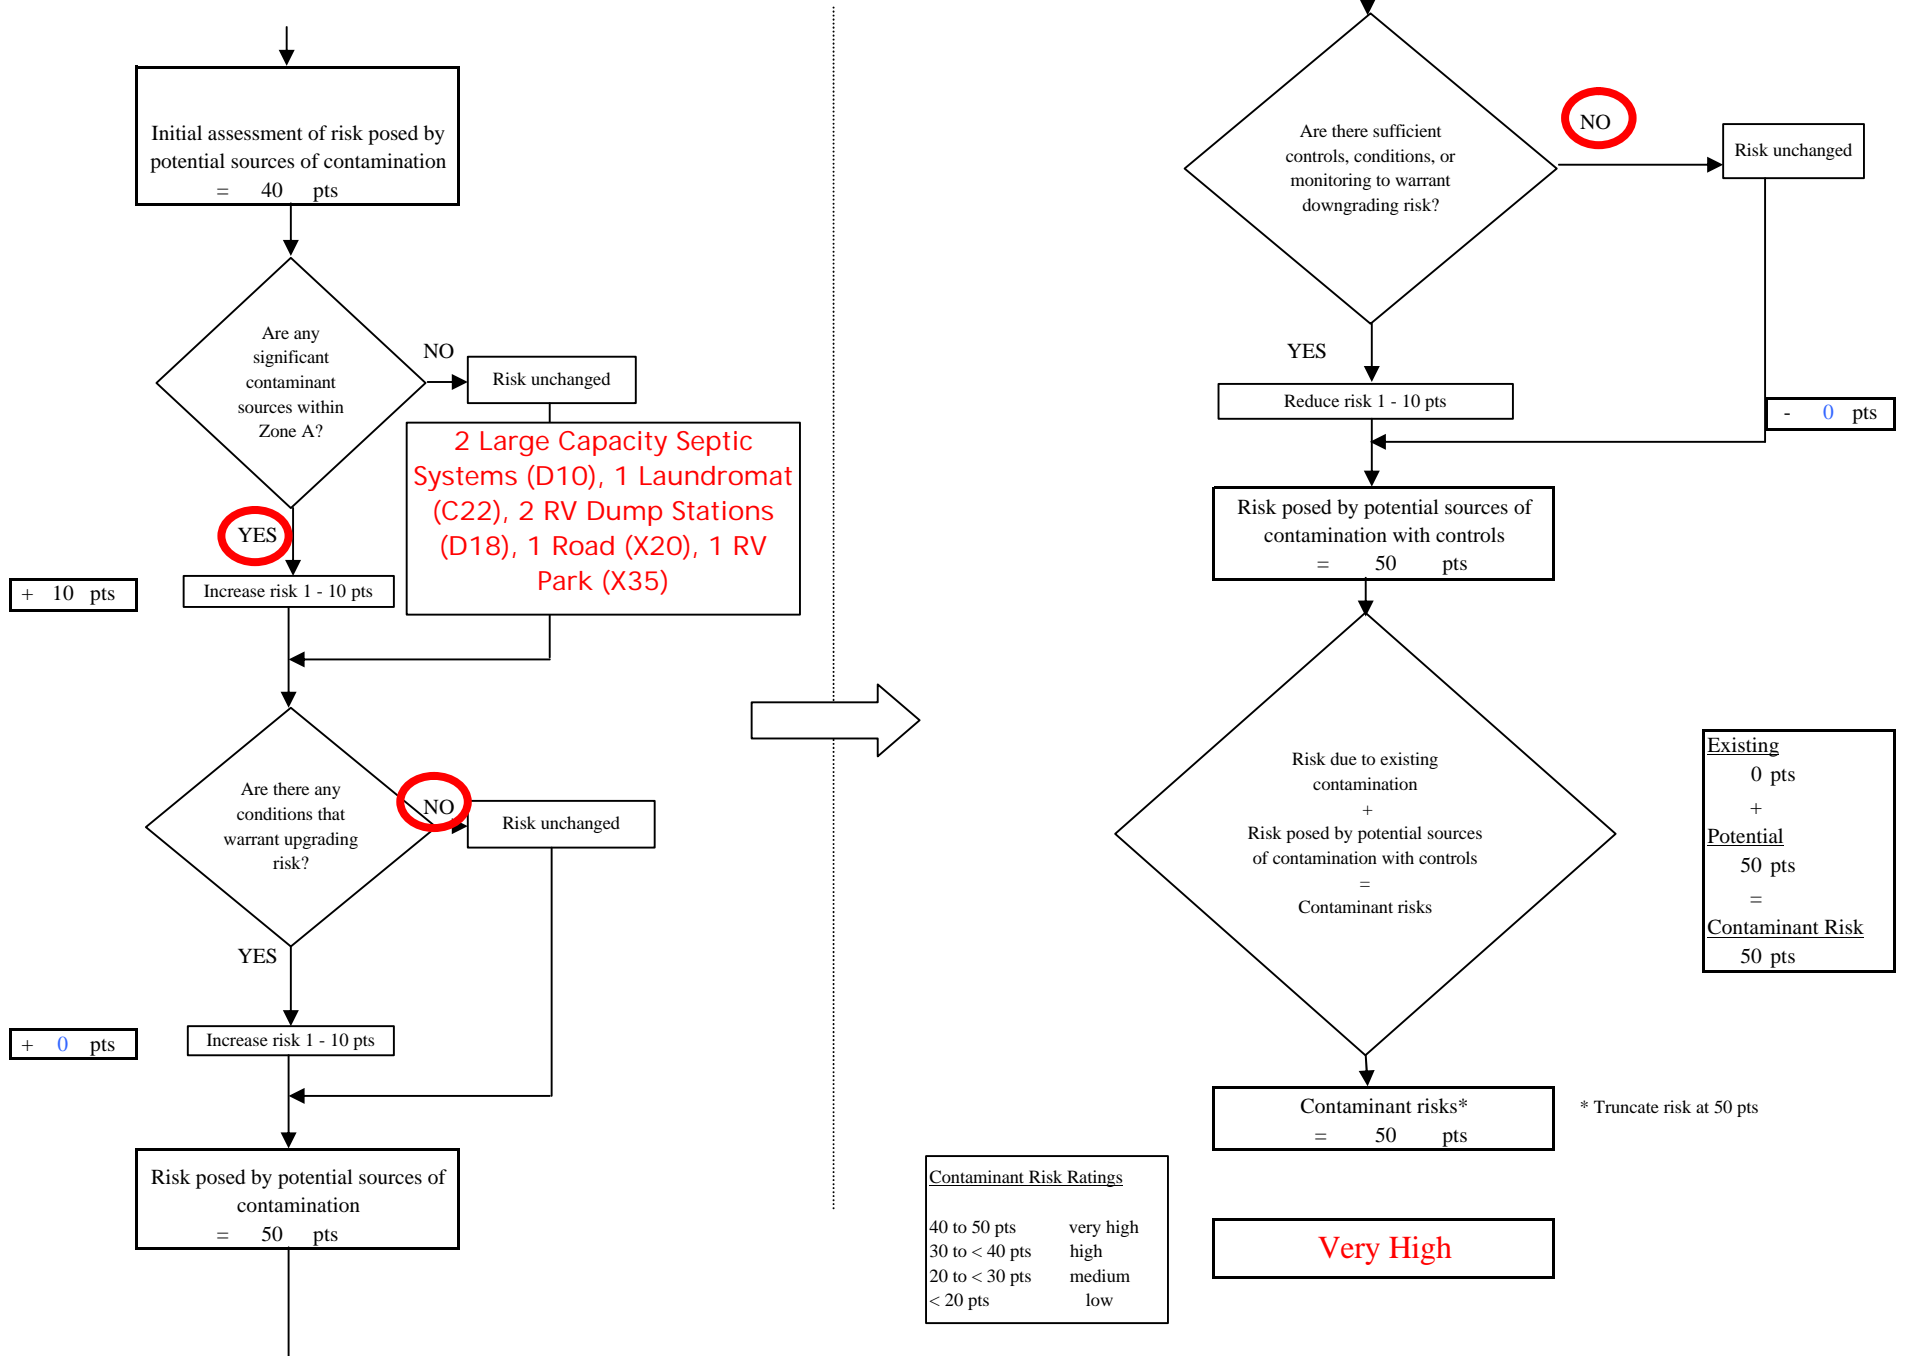 Initial assessment of risk posed by
potential sources of contamination
= 40 pts
Are any
significant
contaminant
sources within
Zone A?
NO
Risk unchanged
2 Large Capacity Septic
Systems (D10), 1 Laundromat
(C22), 2 RV Dump Stations
(D18), 1 Road (X20), 1 RV
Park (X35)
YES
+ 10 pts
Increase risk 1 - 10 pts
Are there any
conditions that
warrant upgrading
risk?
NO
Risk unchanged
YES
+ 0 pts
Increase risk 1 - 10 pts
Risk posed by potential sources of
contamination
= 50 pts
Are there sufficient
controls, conditions, or
monitoring to warrant
downgrading risk?
NO
Risk unchanged
YES
Reduce risk 1 - 10 pts
- 0 pts
Risk posed by potential sources of
contamination with controls
= 50 pts
Risk due to existing
contamination
+
Risk posed by potential sources
of contamination with controls
=
Contaminant risks
Existing
0 pts
+
Potential
50 pts
=
Contaminant Risk
50 pts
Contaminant risks*
= 50 pts
* Truncate risk at 50 pts
Contaminant Risk Ratings
40 to 50 pts very high
30 to < 40 pts high
20 to < 30 pts medium
< 20 pts low
Very High